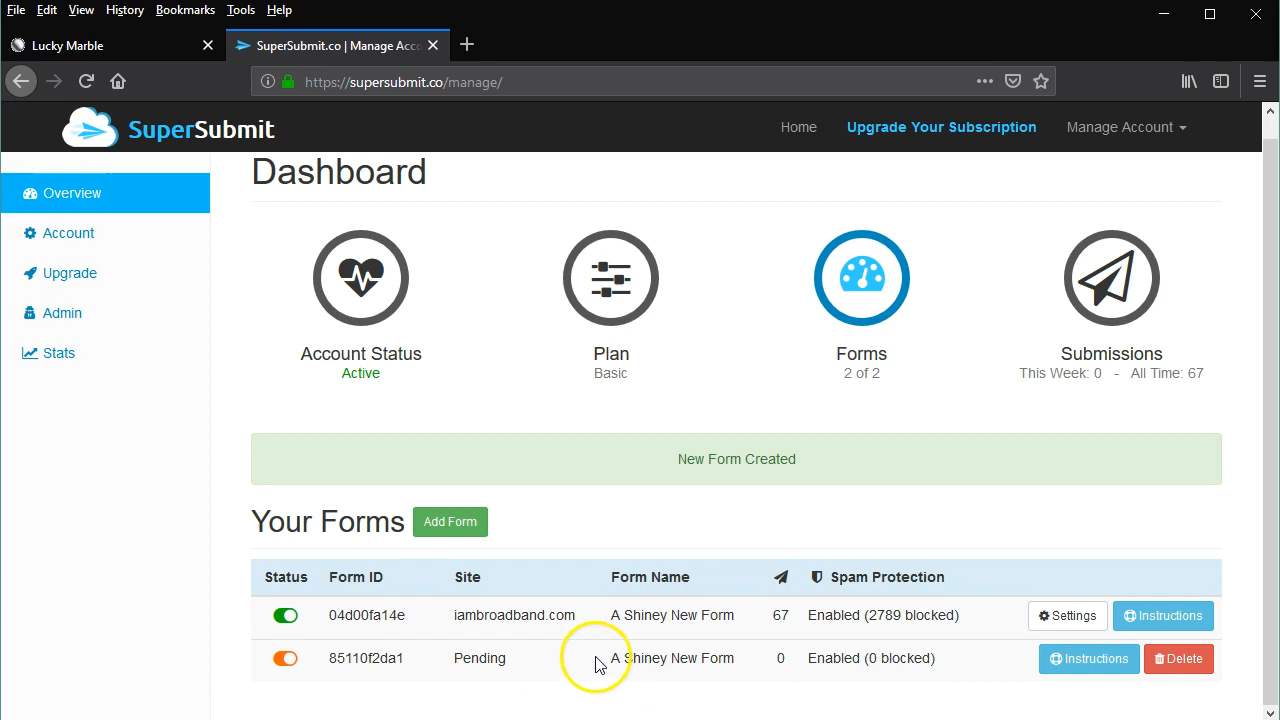 File Edit View History Bookmarks Tools Help
Lucky Marble
SuperSubmit.co | Manage Acco
https://supersubmit.co/manage/
SuperSubmit
Home Upgrade Your Subscription Manage Account
Overview
Account
Upgrade
Admin
Stats
Dashboard
Account Status
Active
Plan
Basic
Forms
2 of 2
Submissions
This Week: 0 - All Time: 67
New Form Created
Your Forms Add Form
Status Form ID Site Form Name Spam Protection
04d00fa14e iambroadband.com A Shiney New Form 67 Enabled (2789 blocked) Settings Instructions
85110f2da1 Pending A Shiney New Form 0 Enabled (0 blocked) Instructions Delete